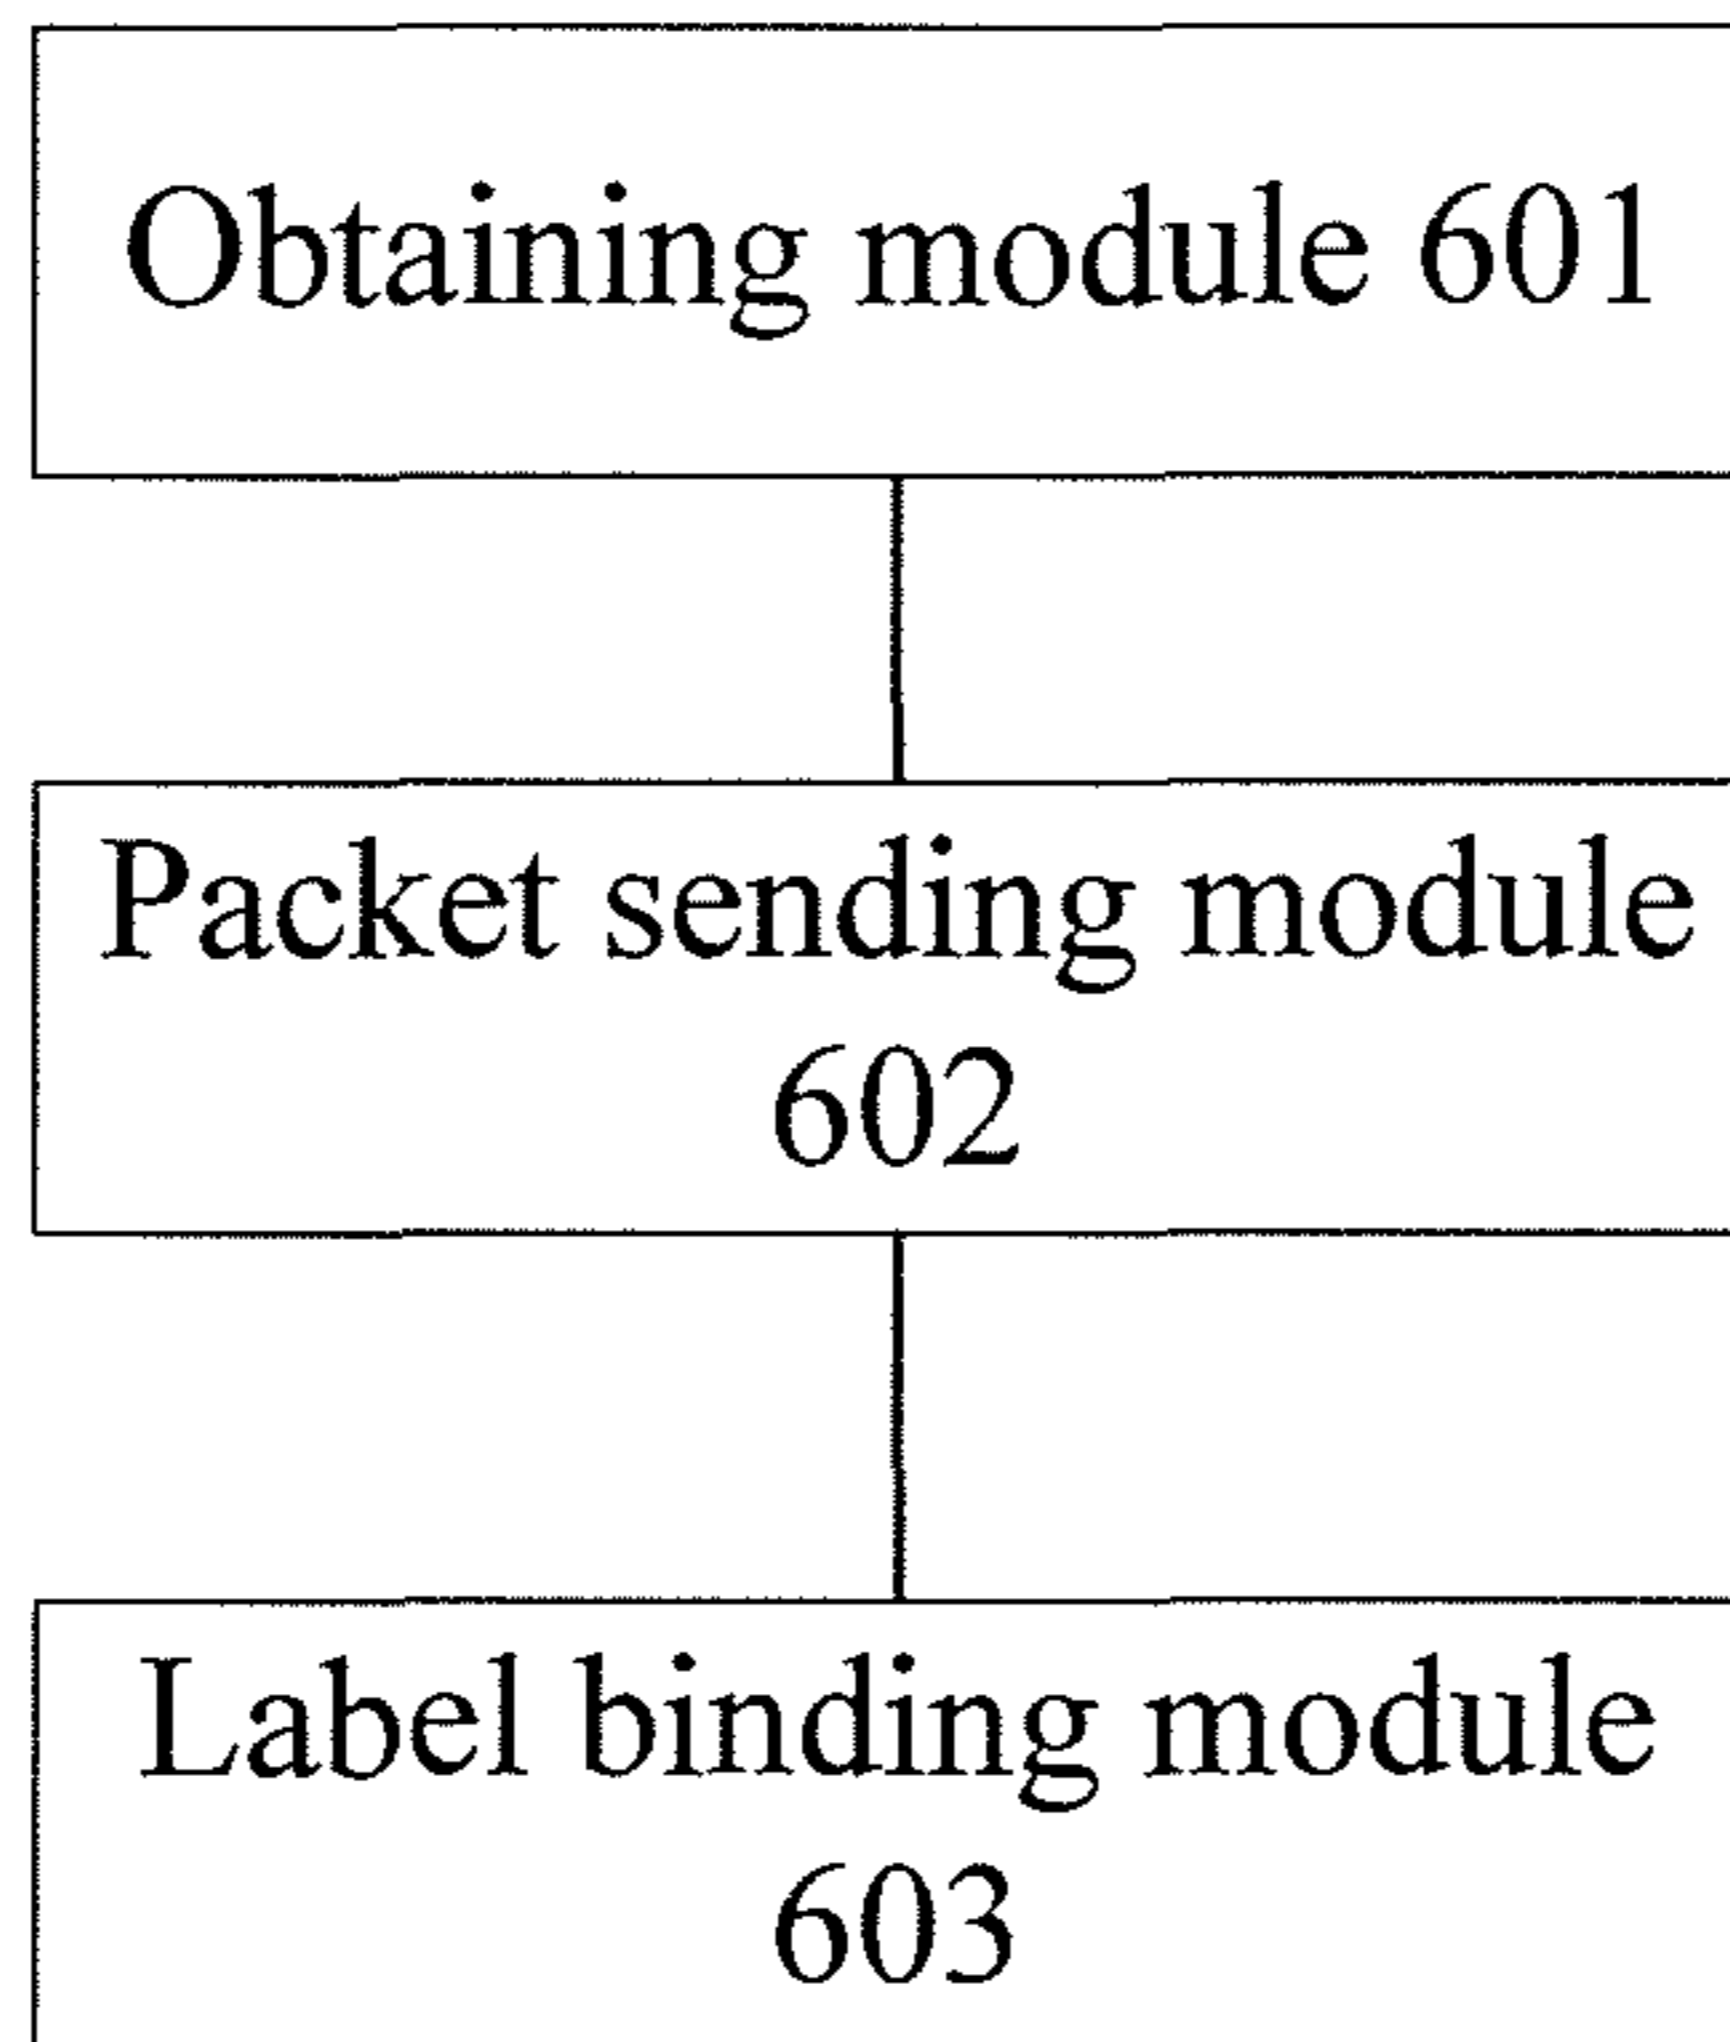 Obtaining module 601
Packet sending module
602
Label binding module
603